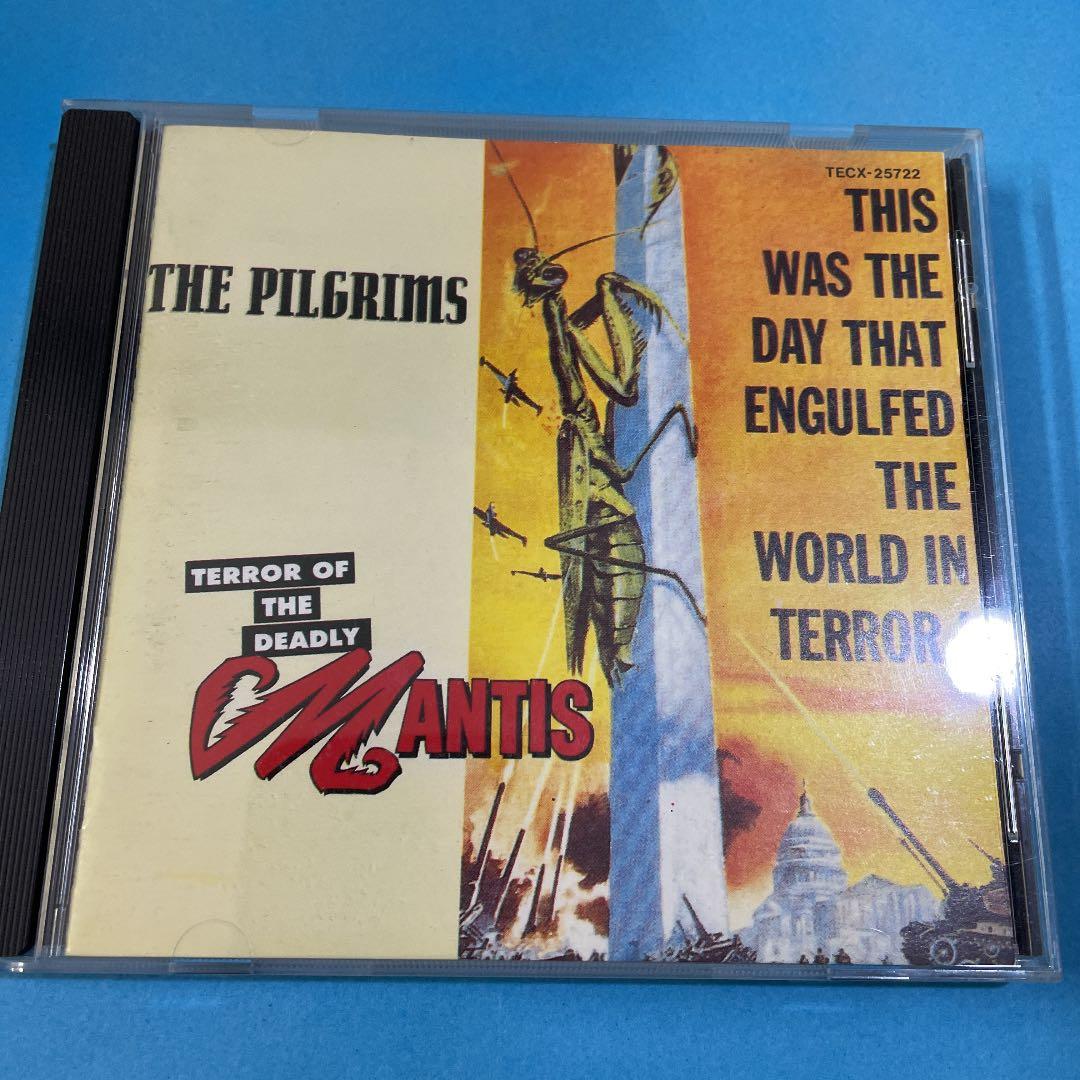 THE PILGRIMS
TERROR OF
THE
DEADLY
MANTIS
TECX-25722
THIS
WAS THE
DAY THAT
ENGULFED
THE
WORLD IN
TERROR!